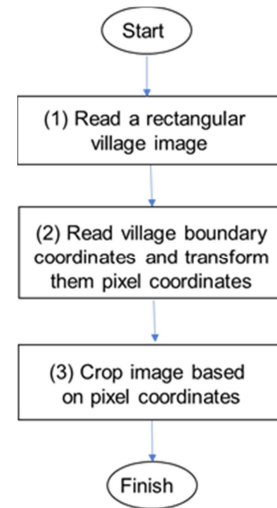 Start
(1) Read a rectangular
village image
(2) Read village boundary
coordinates and transform
them pixel coordinates
(3) Crop image based
on pixel coordinates
Finish